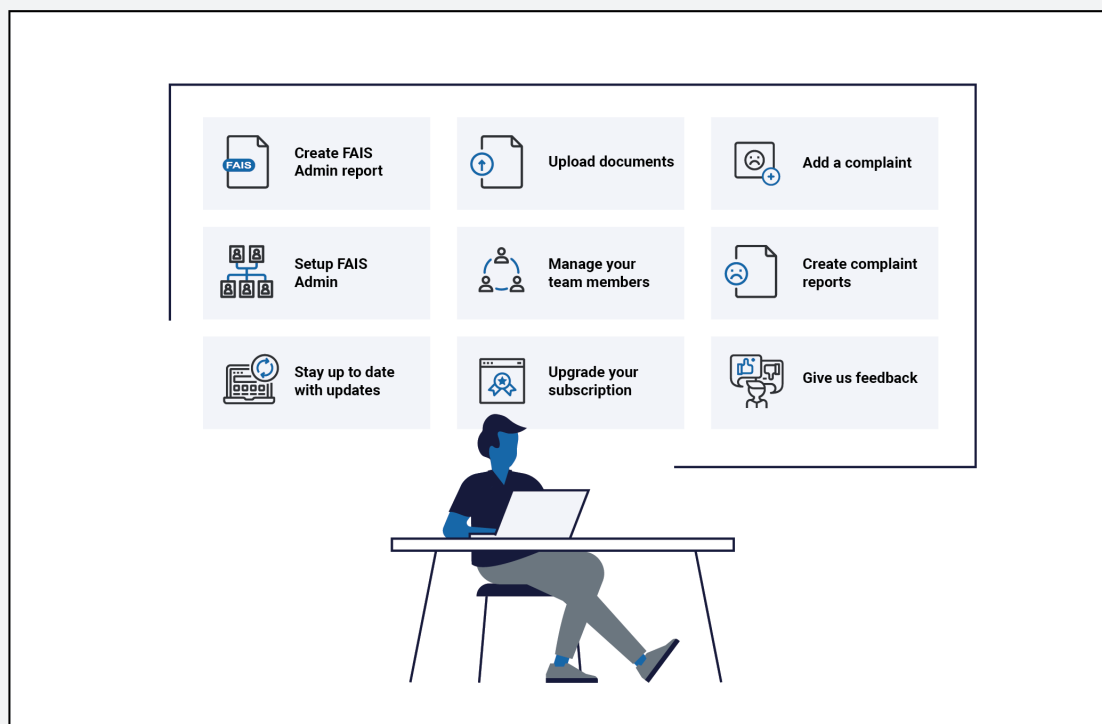 FAIS
Create FAIS
Admin report
Upload documents
Add a complaint
Setup FAIS
Admin
Manage your
team members
Create complaint
reports
Stay up to date
with updates
Upgrade your
subscription
Give us feedback